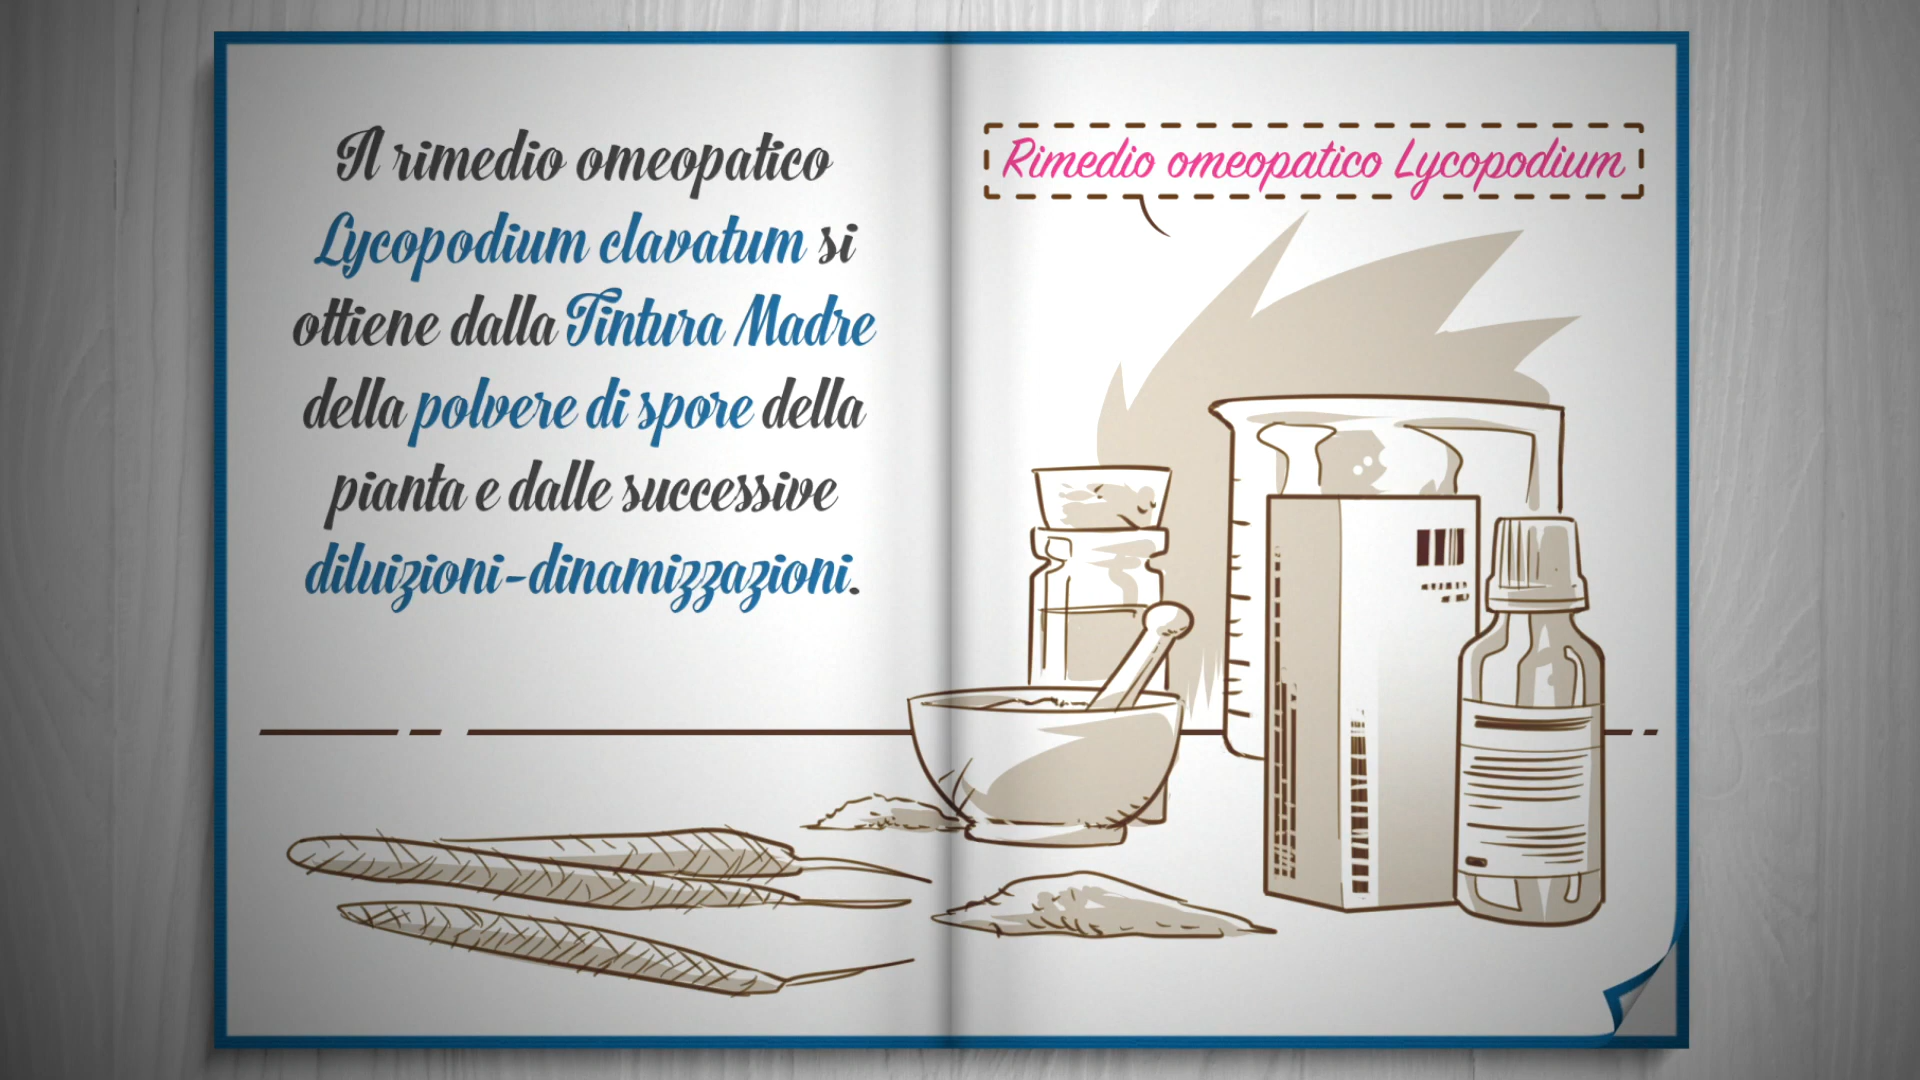 Il rimedio omeopatico
Lycopodium clavatum si
ottiene dalla Tintura Madre
della polvere di spore della
pianta e dalle successive
diluizioni-dinamizzazioni.
Rimedio omeopatico Lycopodium